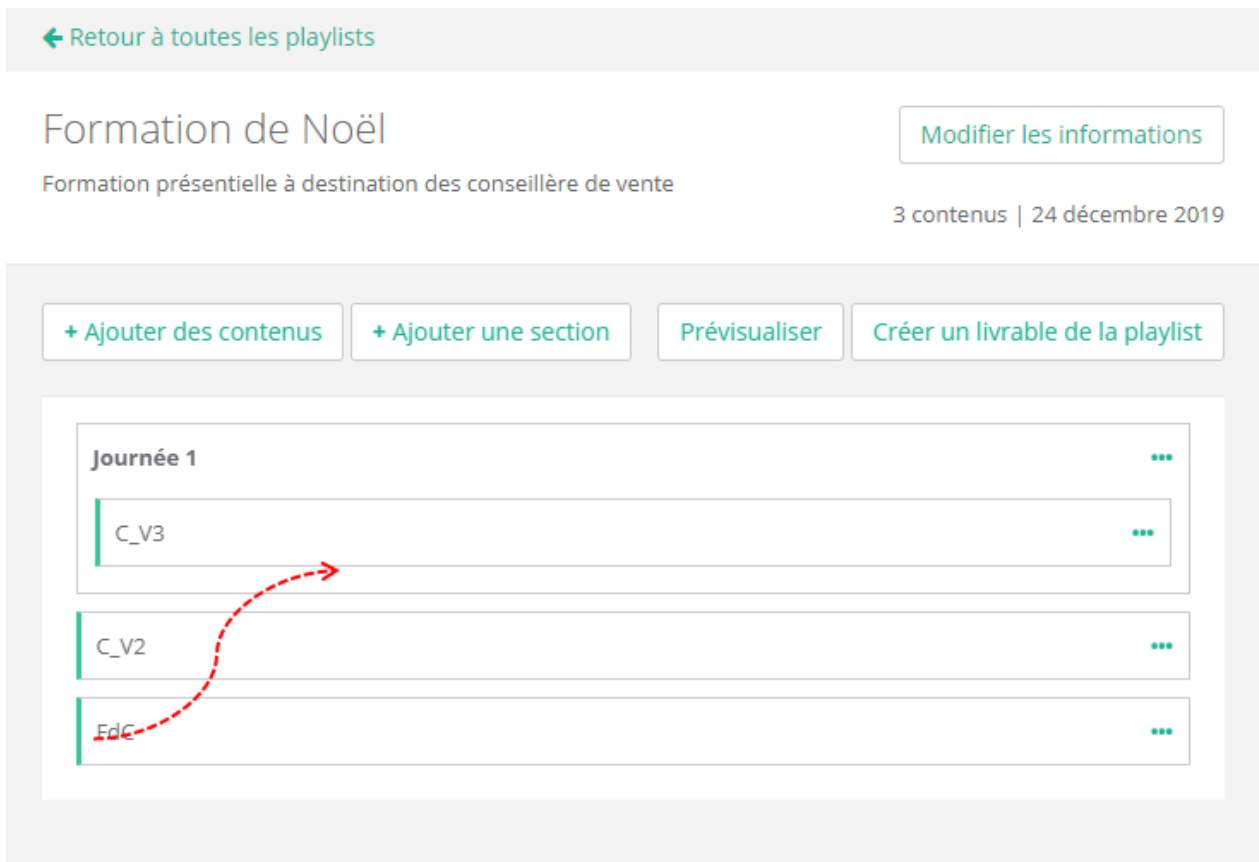 Retour à toutes les playlists
Formation de Noël
Modifier les informations
Formation présentielle à destination des conseillère de vente
3 contenus | 24 décembre 2019
+ Ajouter des contenus
+ Ajouter une section
Prévisualiser
Créer un livrable de la playlist
Journée 1
C_V3
C_V2
FdC